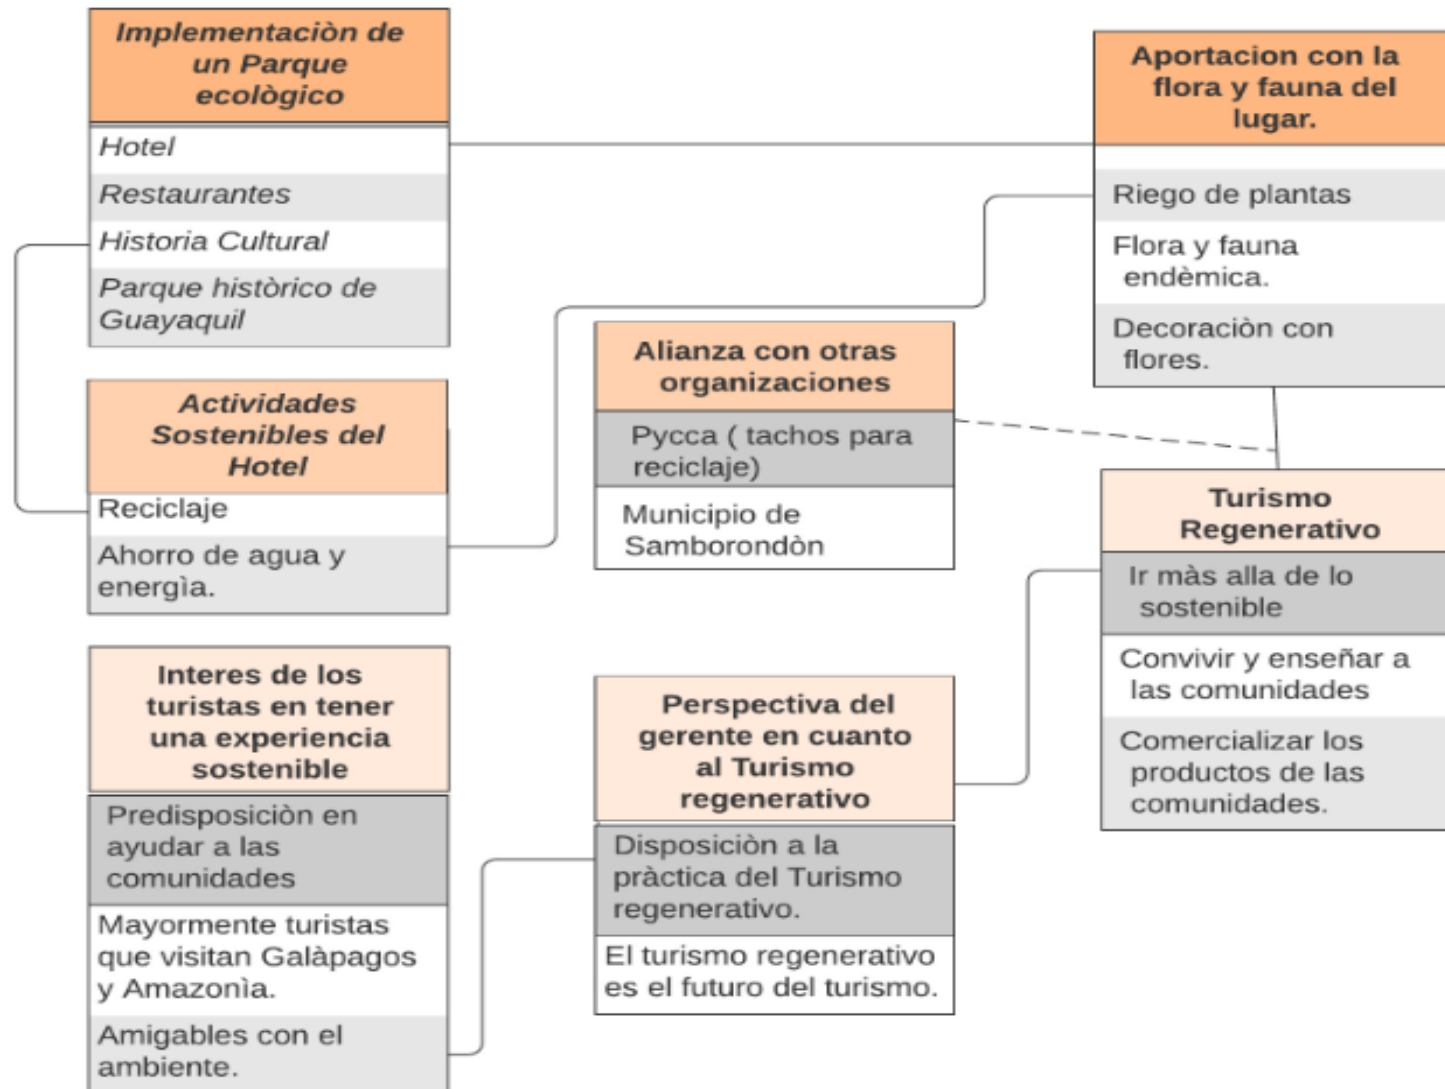 Implementaciòn de
un Parque
ecològico
Hotel
Restaurantes
Historia Cultural
Parque històrico de
Guayaquil
Actividades
Sostenibles del
Hotel
Reciclaje
Ahorro de agua y
energìa.
Interes de los
turistas en tener
una experiencia
sostenible
Predisposiciòn en
ayudar a las
comunidades
Mayormente turistas
que visitan Galàpagos
y Amazonìa.
Amigables con el
ambiente.
Alianza con otras
organizaciones
Pycca ( tachos para
reciclaje)
Municipio de
Samborondòn
Perspectiva del
gerente en cuanto
al Turismo
regenerativo
Disposiciòn a la
pràctica del Turismo
regenerativo.
El turismo regenerativo
es el futuro del turismo.
Aportacion con la
flora y fauna del
lugar.
Riego de plantas
Flora y fauna
endèmica.
Decoraciòn con
flores.
Turismo
Regenerativo
Ir màs alla de lo
sostenible
Convivir y enseñar a
las comunidades
Comercializar los
productos de las
comunidades.